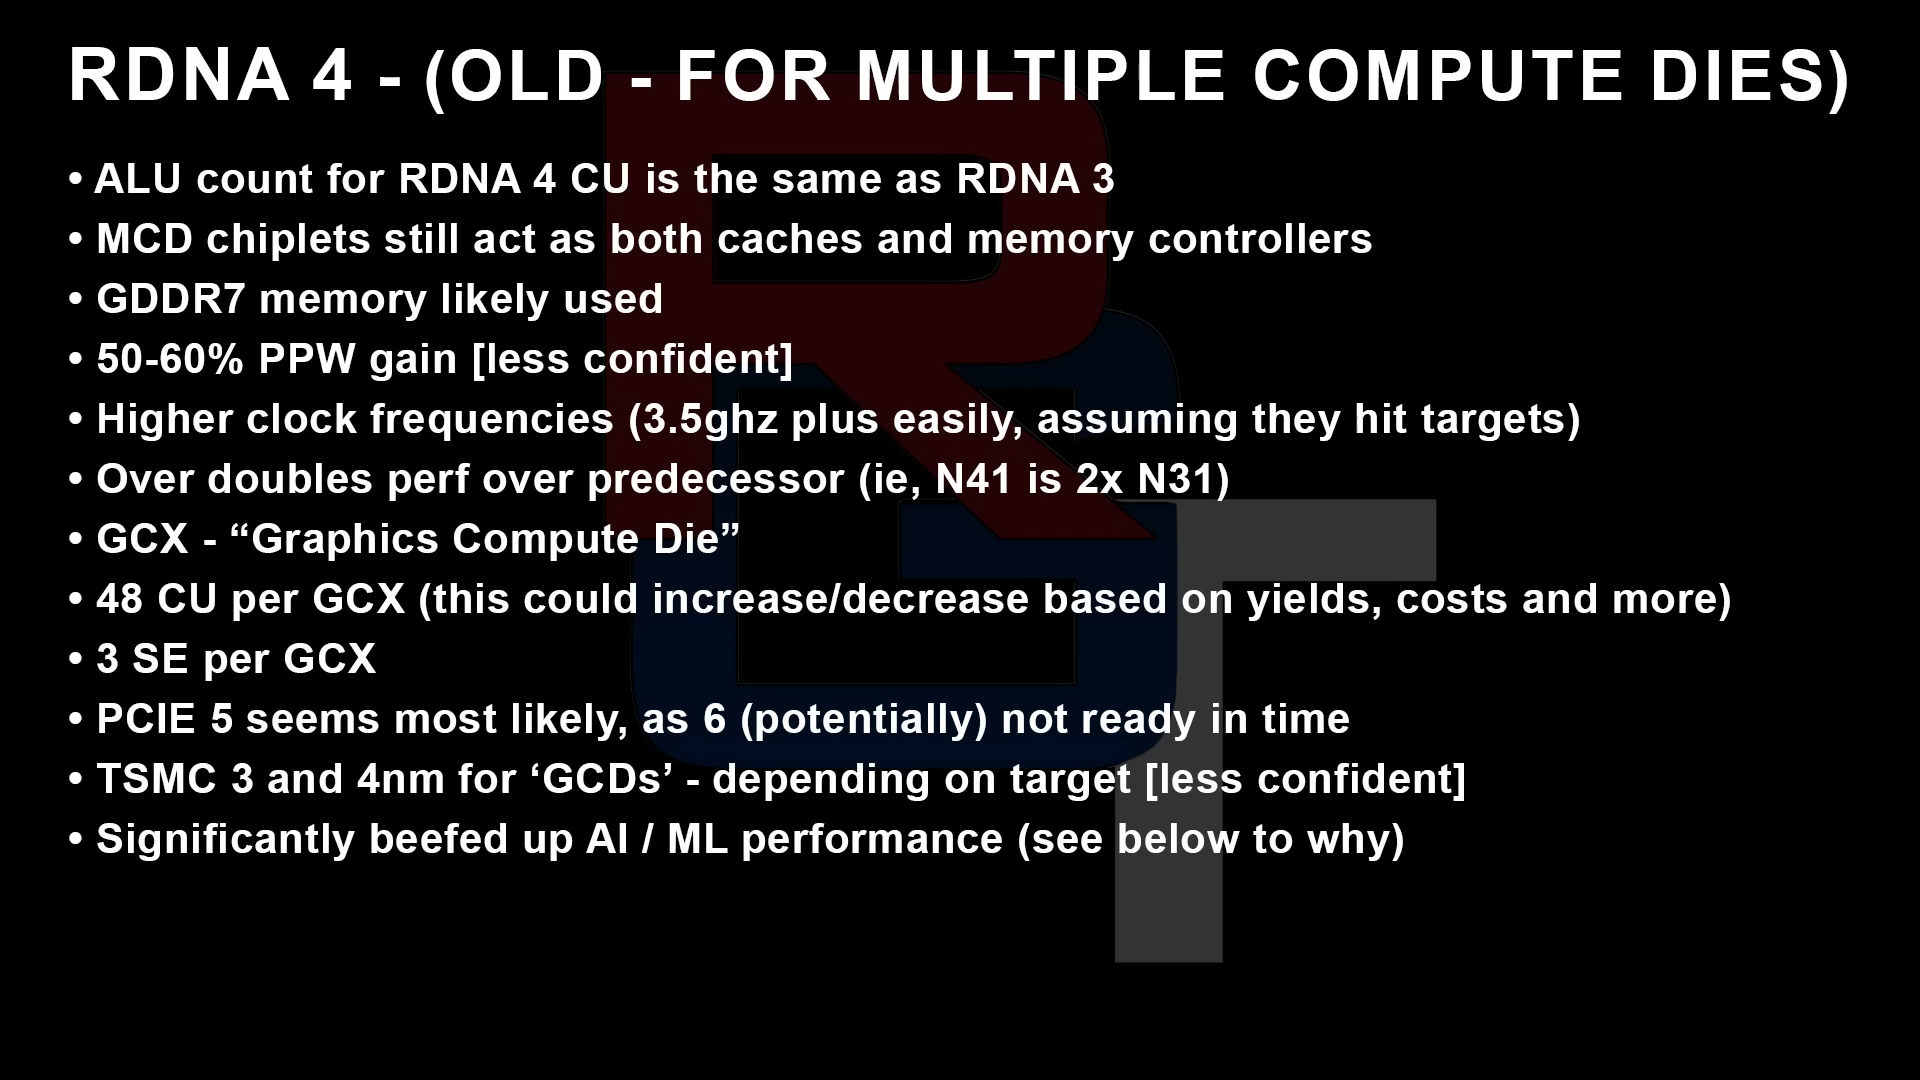 RDNA 4 - (OLD - FOR MULTIPLE COMPUTE DIES)
• ALU count for RDNA 4 CU is the same as RDNA 3
• MCD chiplets still act as both caches and memory controllers
• GDDR7 memory likely used
• 50-60% PPW gain [less confident]
• Higher clock frequencies (3.5ghz plus easily, assuming they hit targets)
• Over doubles perf over predecessor (ie, N41 is 2x N31)
• GCX - “Graphics Compute Die”
• 48 CU per GCX (this could increase/decrease based on yields, costs and more)
• 3 SE per GCX
• PCIE 5 seems most likely, as 6 (potentially) not ready in time
• TSMC 3 and 4nm for ‘GCDs’ - depending on target [less confident]
• Significantly beefed up AI / ML performance (see below to why)
RGT